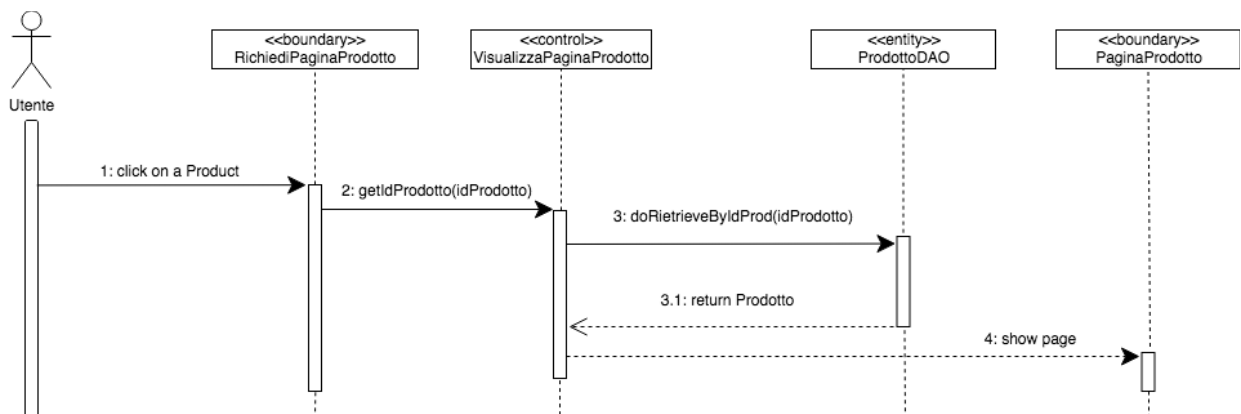 <<boundary>>
RichiediPaginaProdotto
<<control>>
VisualizzaPaginaProdotto
<<entity>>
ProdottoDAO
<<boundary>>
PaginaProdotto
Utente
1: click on a Product
2: getIdProdotto(idProdotto)
3: doRietrieveByIdProd(idProdotto)
3.1: return Prodotto
4: show page